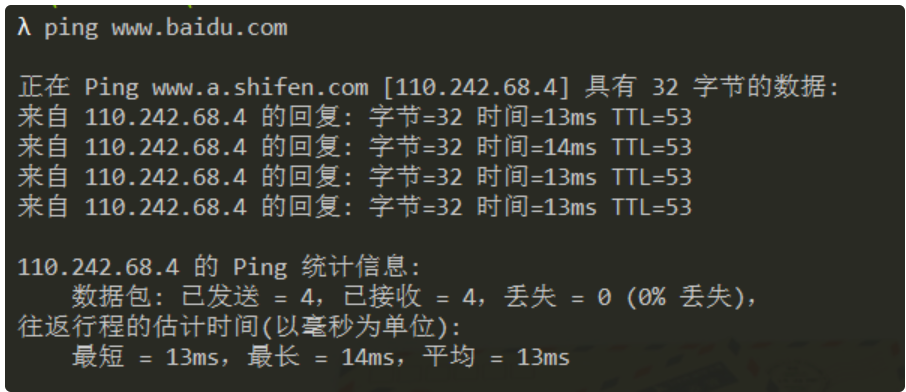 λ ping www.baidu.com
正在 Ping www.a.shifen.com [110.242.68.4] 具有 32 字节的数据:
来自 110.242.68.4 的回复: 字节=32 时间=13ms TTL=53
来自 110.242.68.4 的回复: 字节=32 时间=14ms TTL=53
来自 110.242.68.4 的回复: 字节=32 时间=13ms TTL=53
来自 110.242.68.4 的回复: 字节=32 时间=13ms TTL=53
110.242.68.4 的 Ping 统计信息:
数据包: 已发送 = 4，已接收 = 4，丢失 = 0 (0% 丢失)，
往返行程的估计时间(以毫秒为单位):
最短 = 13ms，最长 = 14ms，平均 = 13ms